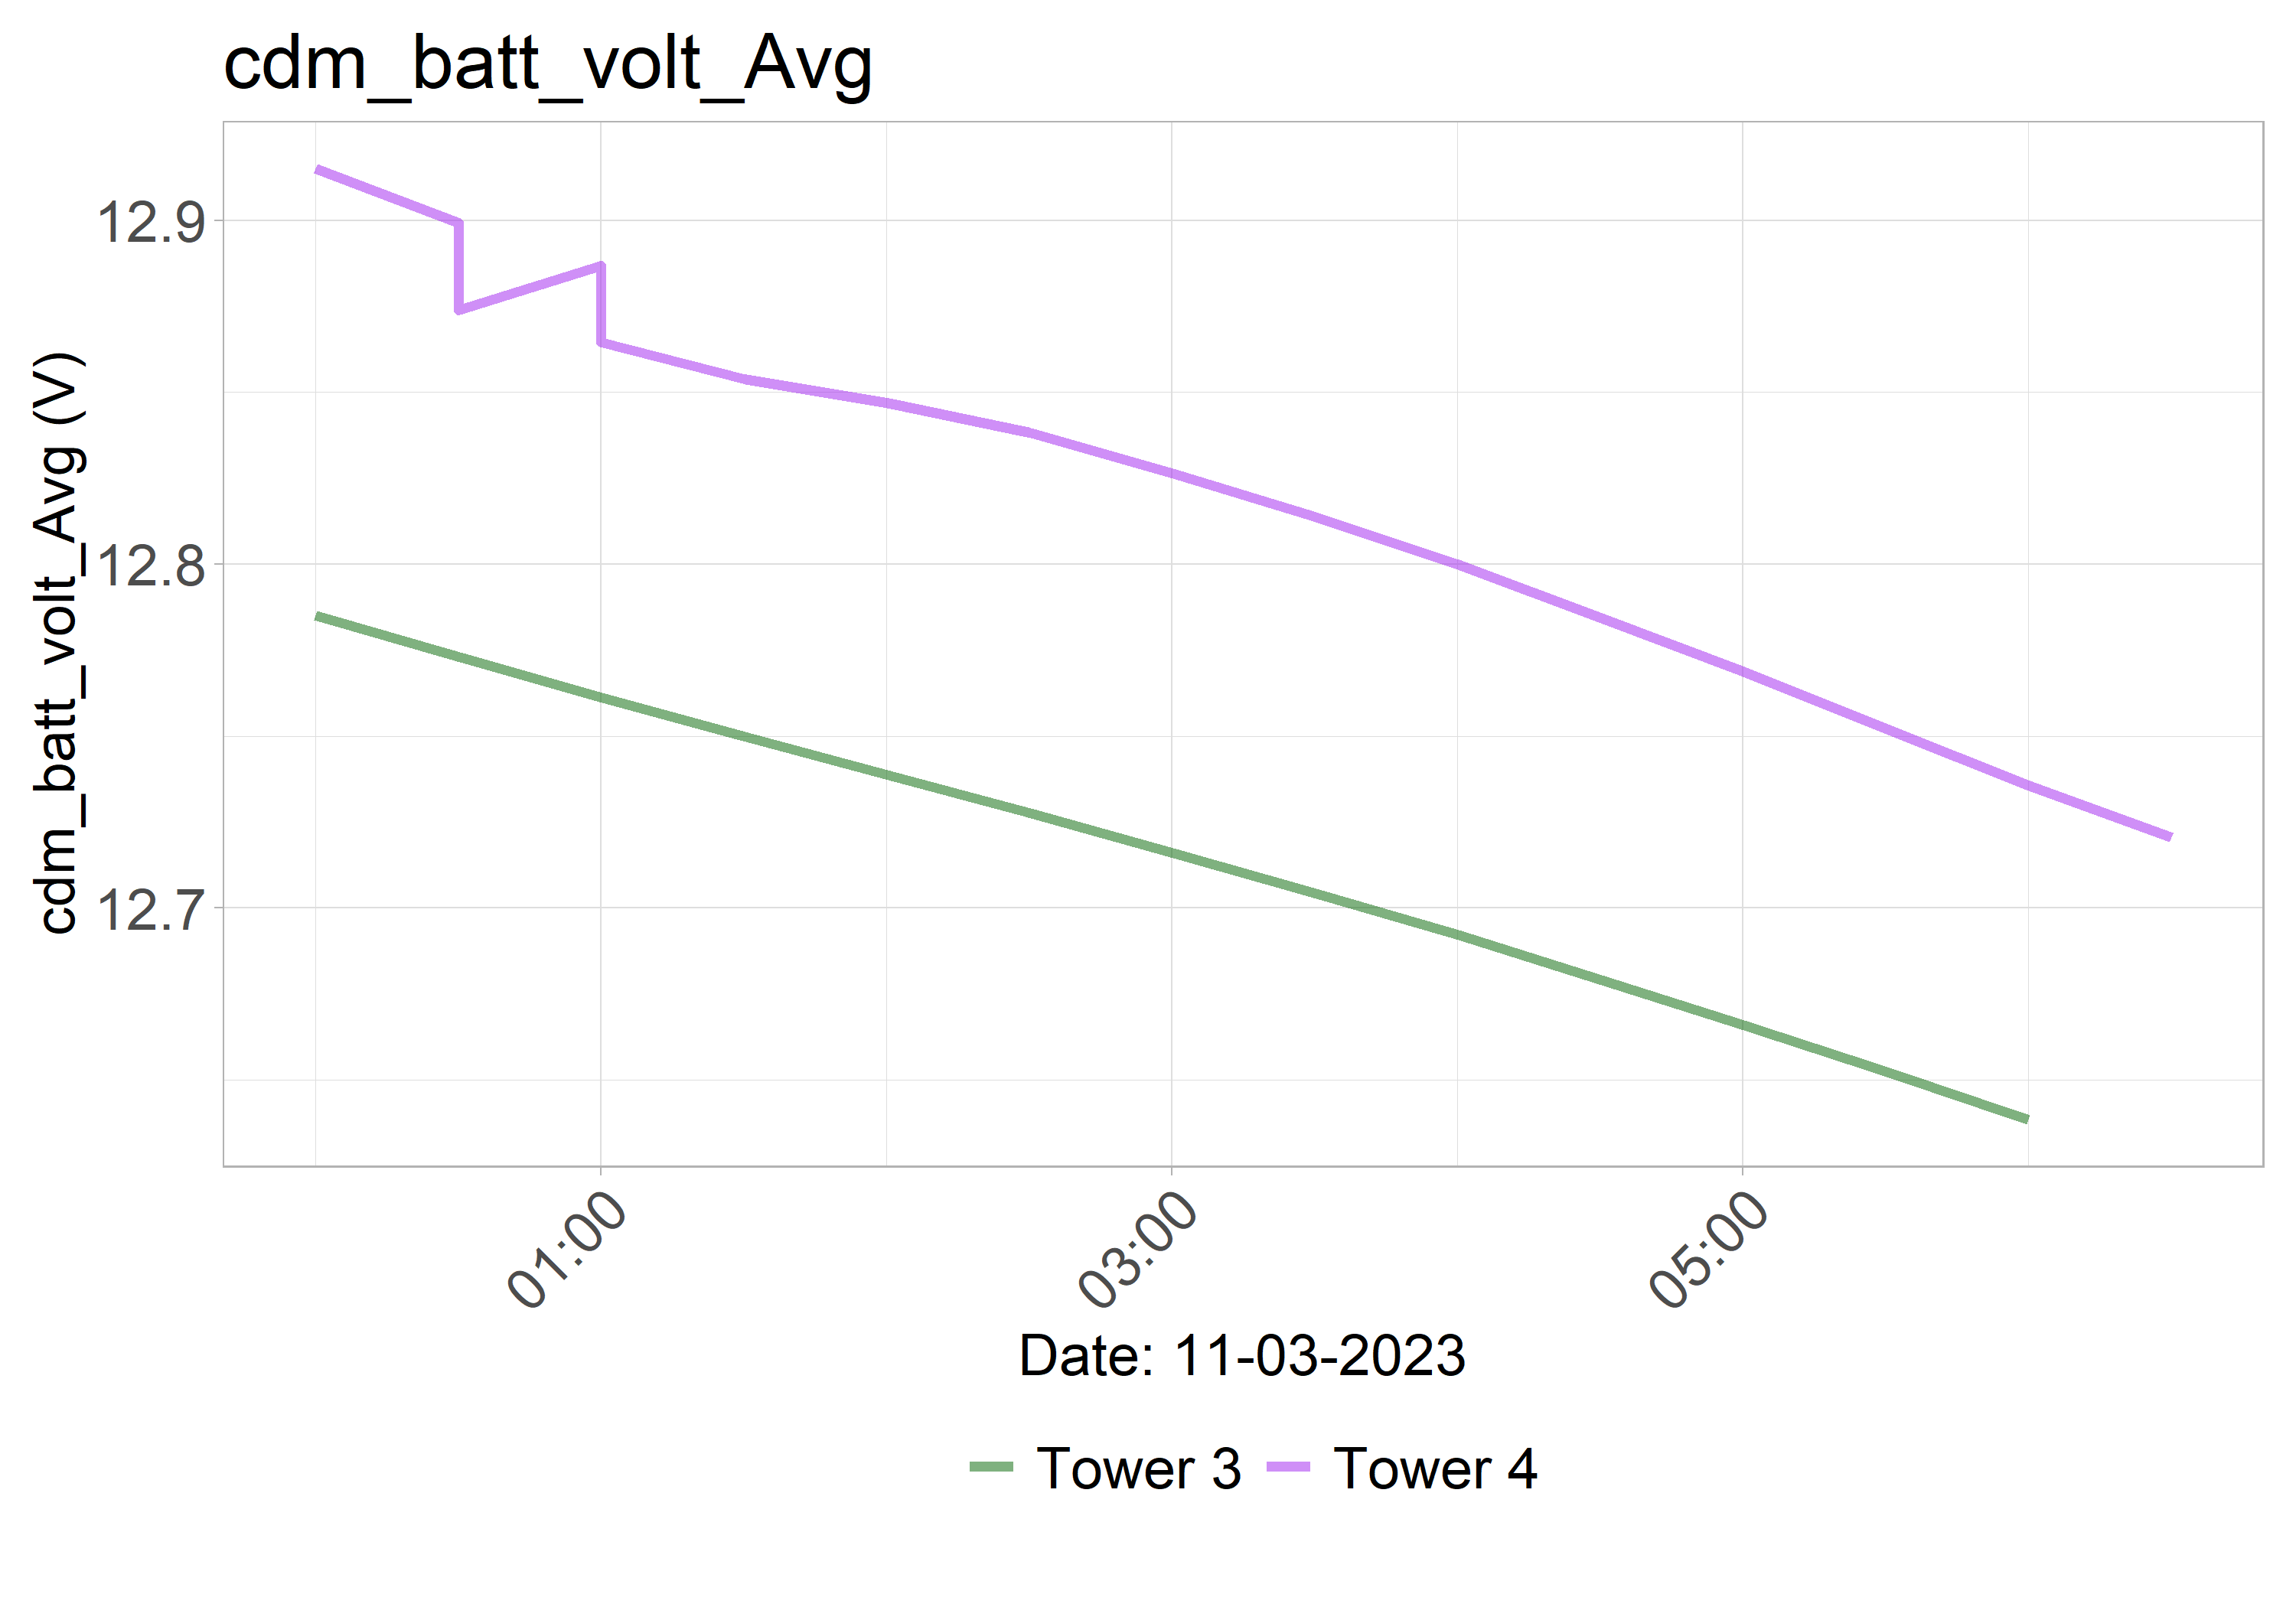 cdm_batt_volt_Avg
cdm_batt_volt_Avg (V)
12.9
12.8
12.7
01:00
03:00
05:00
Date: 11-03-2023
Tower 3
Tower 4